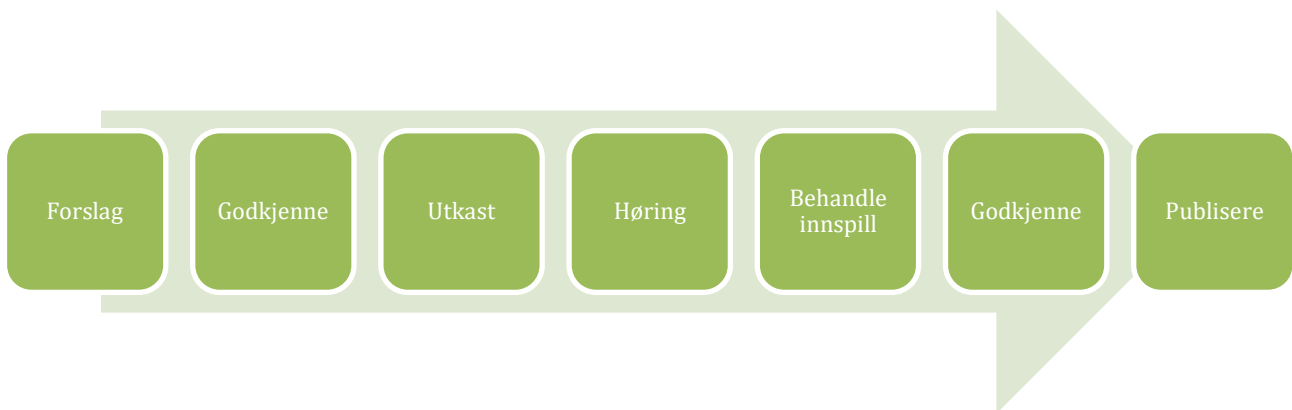 Forslag
Godkjenne
Utkast
Høring
Behandle
innspill
Godkjenne
Publisere